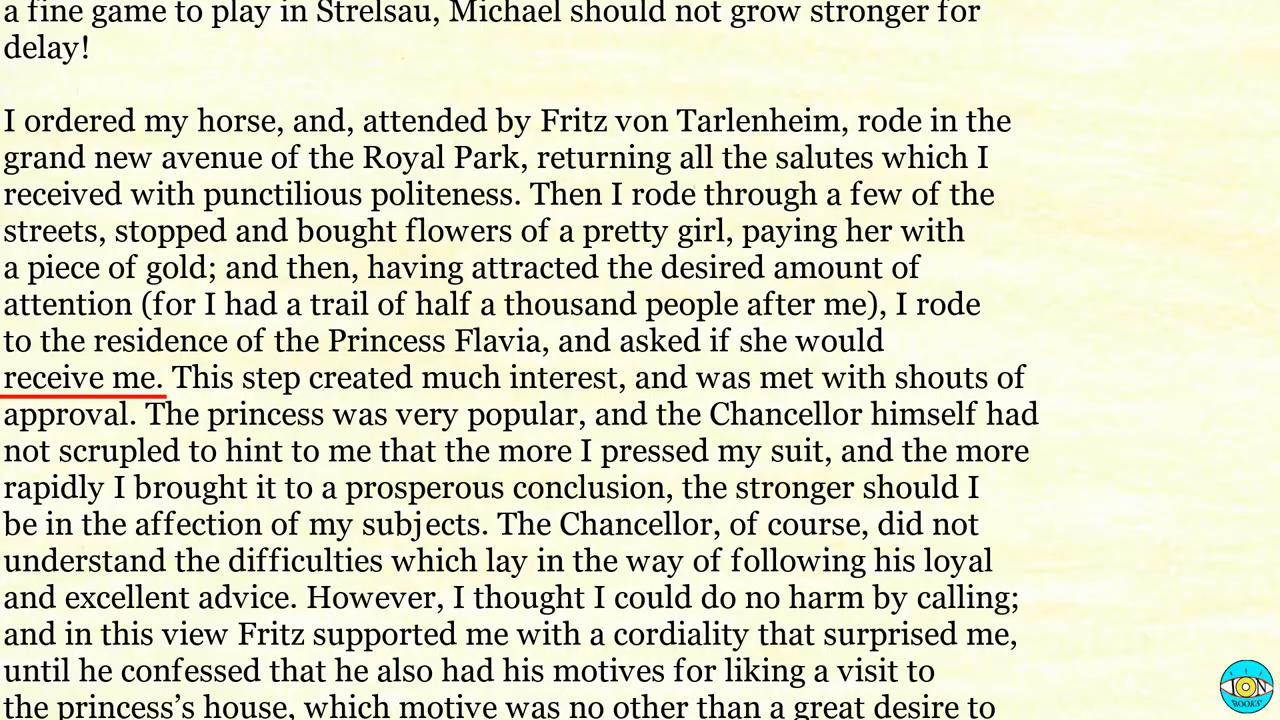 a fine game to play in Strelsau, Michael should not grow stronger for
delay!
I ordered my horse, and, attended by Fritz von Tarlenheim, rode in the
grand new avenue of the Royal Park, returning all the salutes which I
received with punctilious politeness. Then I rode through a few of the
streets, stopped and bought flowers of a pretty girl, paying her with
a piece of gold; and then, having attracted the desired amount of
attention (for I had a trail of half a thousand people after me), I rode
to the residence of the Princess Flavia, and asked if she would
receive me. This step created much interest, and was met with shouts of
approval. The princess was very popular, and the Chancellor himself had
not scrupled to hint to me that the more I pressed my suit, and the more
rapidly I brought it to a prosperous conclusion, the stronger should I
be in the affection of my subjects. The Chancellor, of course, did not
understand the difficulties which lay in the way of following his loyal
and excellent advice. However, I thought I could do no harm by calling;
and in this view Fritz supported me with a cordiality that surprised me,
until he confessed that he also had his motives for liking a visit to
the princess’s house, which motive was no other than a great desire to
ION
BOOKS